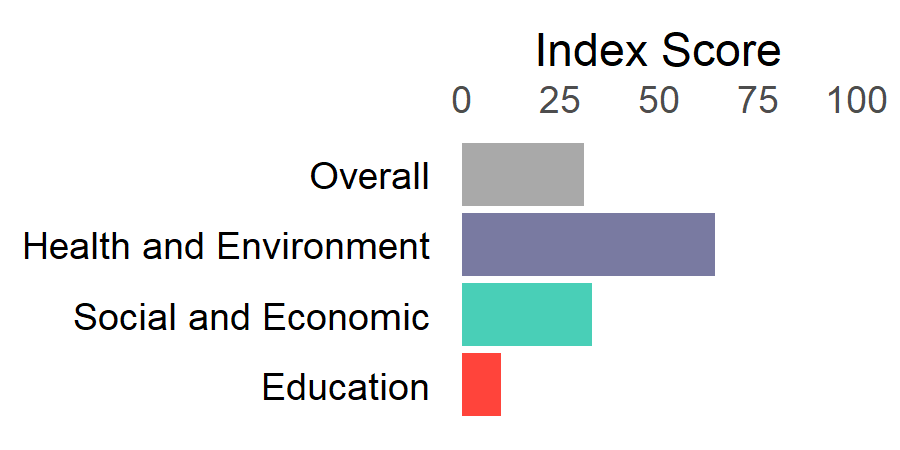 Index Score
0 25 50 75 100
Overall
Health and Environment
Social and Economic
Education